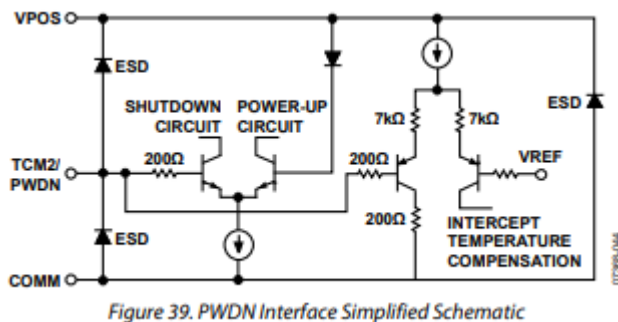 VPOS
ESD
SHUTDOWN
CIRCUIT
POWER-UP
CIRCUIT
7kΩ
7kΩ
ESD
TCM2/
PWDN
200Ω
200Ω
VREF
200Ω
INTERCEPT
TEMPERATURE
COMPENSATION
ESD
COMM
Figure 39. PWDN Interface Simplified Schematic